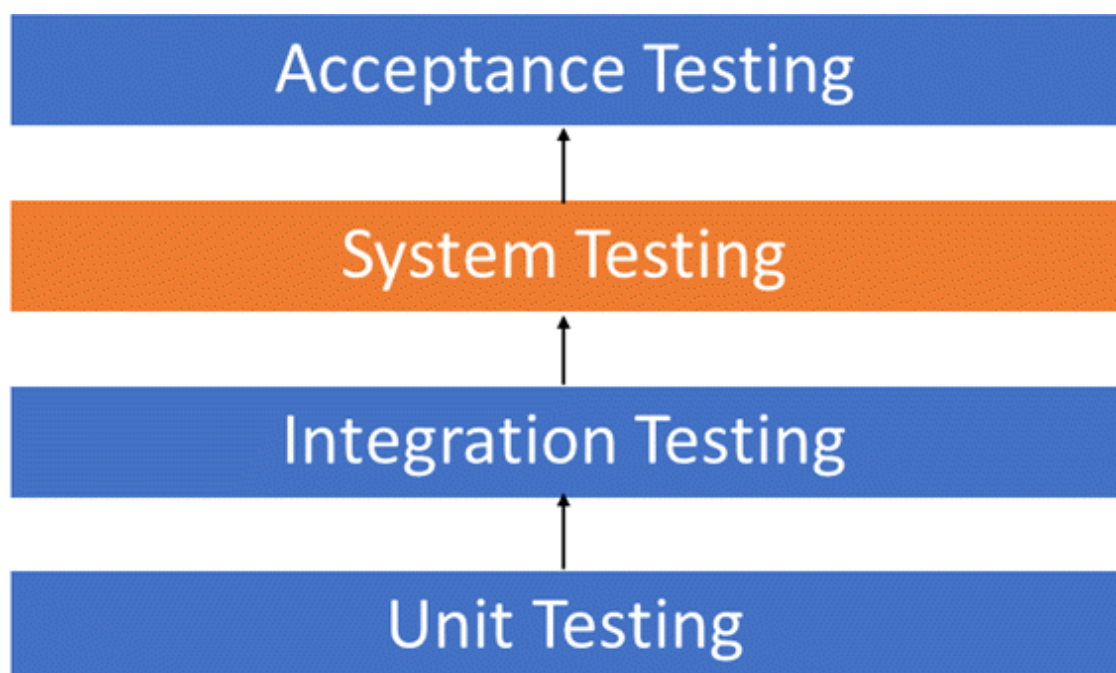 Acceptance Testing
System Testing
Integration Testing
Unit Testing